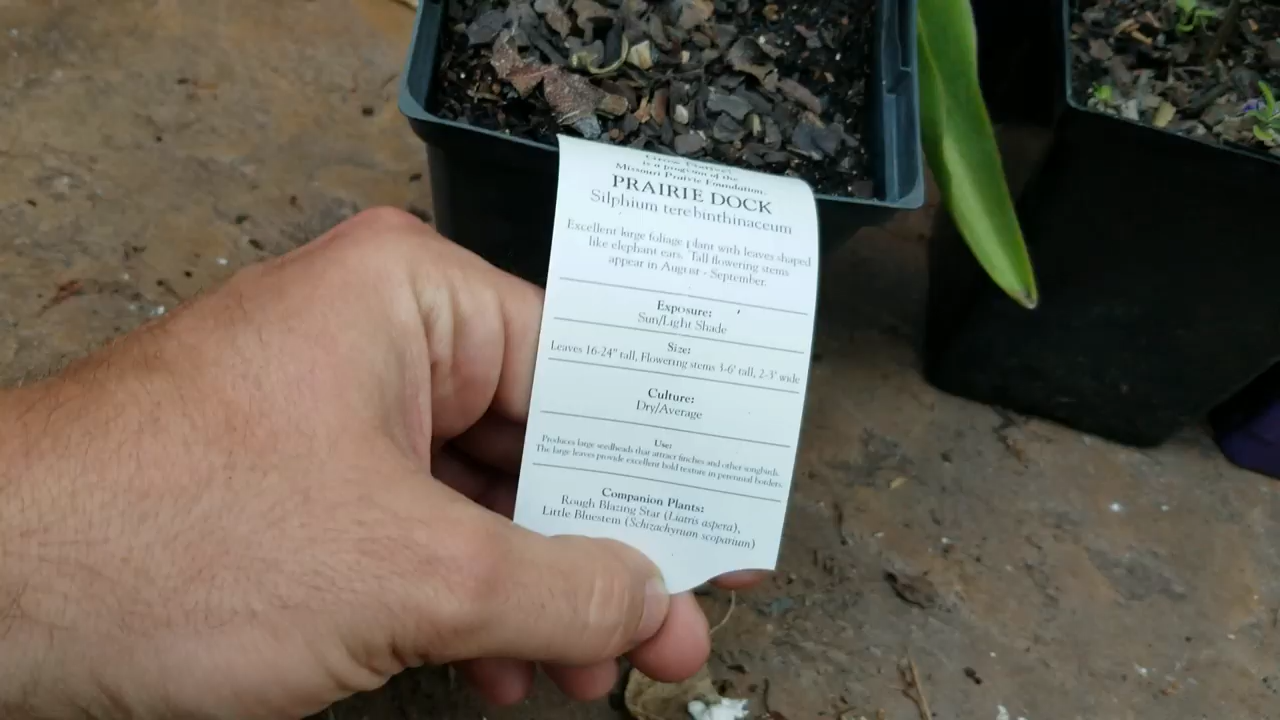 Grow Native!
is a program of the
Missouri Prairie Foundation.
PRAIRIE DOCK
Silphium terebinthinaceum
Excellent large foliage plant with leaves shaped
like elephant ears. Tall flowering stems
appear in August - September.
Exposure:
Sun/Light Shade
Size:
Leaves 16-24" tall, Flowering stems 3-6' tall, 2-3' wide
Culture:
Dry/Average
Use:
Produces large seedheads that attract finches and other songbirds.
The large leaves provide excellent bold texture in perennial borders.
Companion Plants:
Rough Blazing Star (Liatris aspera),
Little Bluestem (Schizachyrium scoparium)